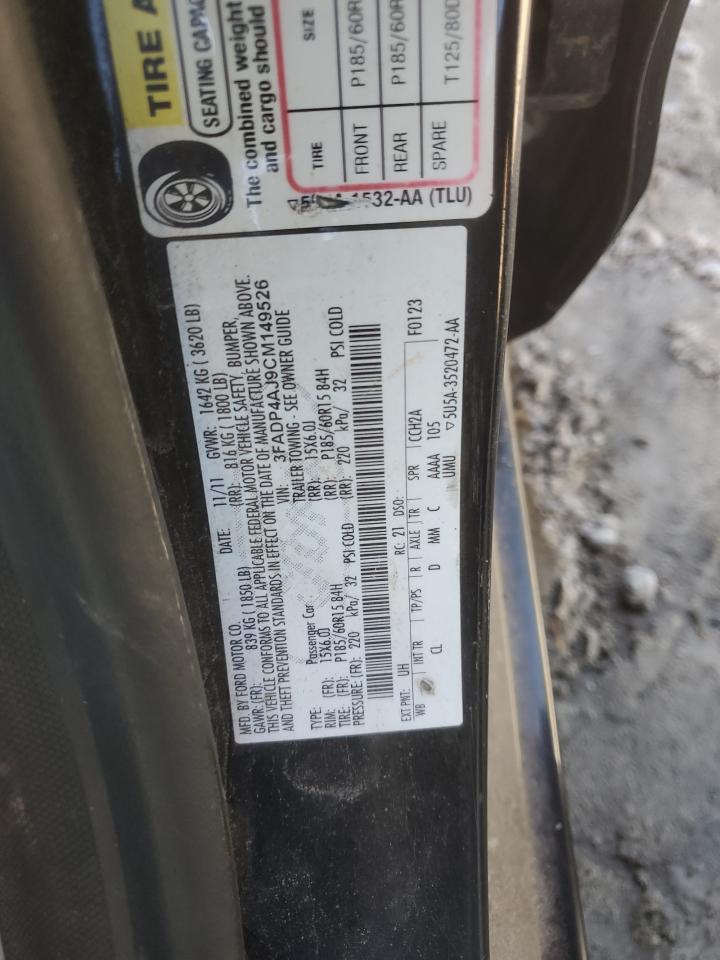 TIRE A
SEATING CAPAC
The combined weight
and cargo should
TIRE SIZE
FRONT P185/60R
REAR P185/60R
SPARE T125/80D
1532-AA (TLU)
MFD. BY FORD MOTOR CO.
DATE: 11/11 GVWR: 1642 KG ( 3620 LB)
GAWR: (FR): 839 KG ( 1850 LB) (RR): 816 KG ( 1800 LB)
THIS VEHICLE CONFORMS TO ALL APPLICABLE FEDERAL MOTOR VEHICLE SAFETY, BUMPER,
AND THEFT PREVENTION STANDARDS IN EFFECT ON THE DATE OF MANUFACTURE SHOWN ABOVE.
VIN: 3FADP4AJ9CM149526
TYPE: Passenger Car TRAILER TOWING - SEE OWNER GUIDE
RIM: (FR): 15X6.0J (RR): 15X6.0J
TIRE: (FR): P185/60R15 84H (RR): P185/60R15 84H
PRESSURE: (FR): 220 kPa/ 32 PSI COLD (RR): 220 kPa/ 32 PSI COLD
EXT PNT: UH RC: 21 DSO: F0123
WB INT TR TP/PS R AXLE TR SPR CCH2A
CL D MM C AAAA 105
UMU ▽5U5A-3520472-AA